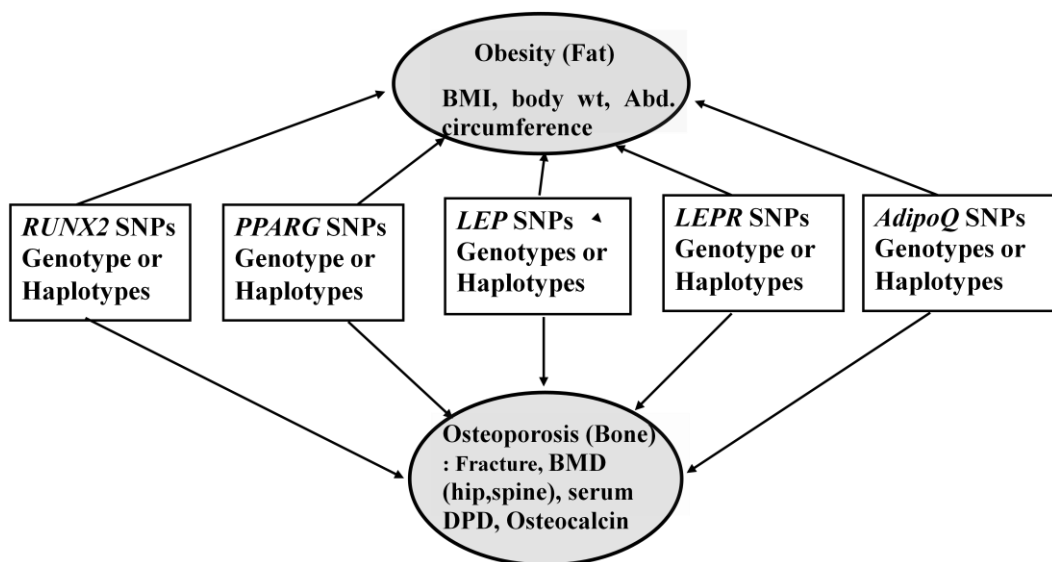 Obesity (Fat)
BMI, body wt, Abd.
circumference
RUNX2 SNPs
Genotype or
Haplotypes
PPARG SNPs
Genotype or
Haplotypes
LEP SNPs
Genotypes or
Haplotypes
LEPR SNPs
Genotype or
Haplotypes
AdipoQ SNPs
Genotypes or
Haplotypes
Osteoporosis (Bone)
: Fracture, BMD
(hip,spine), serum
DPD, Osteocalcin